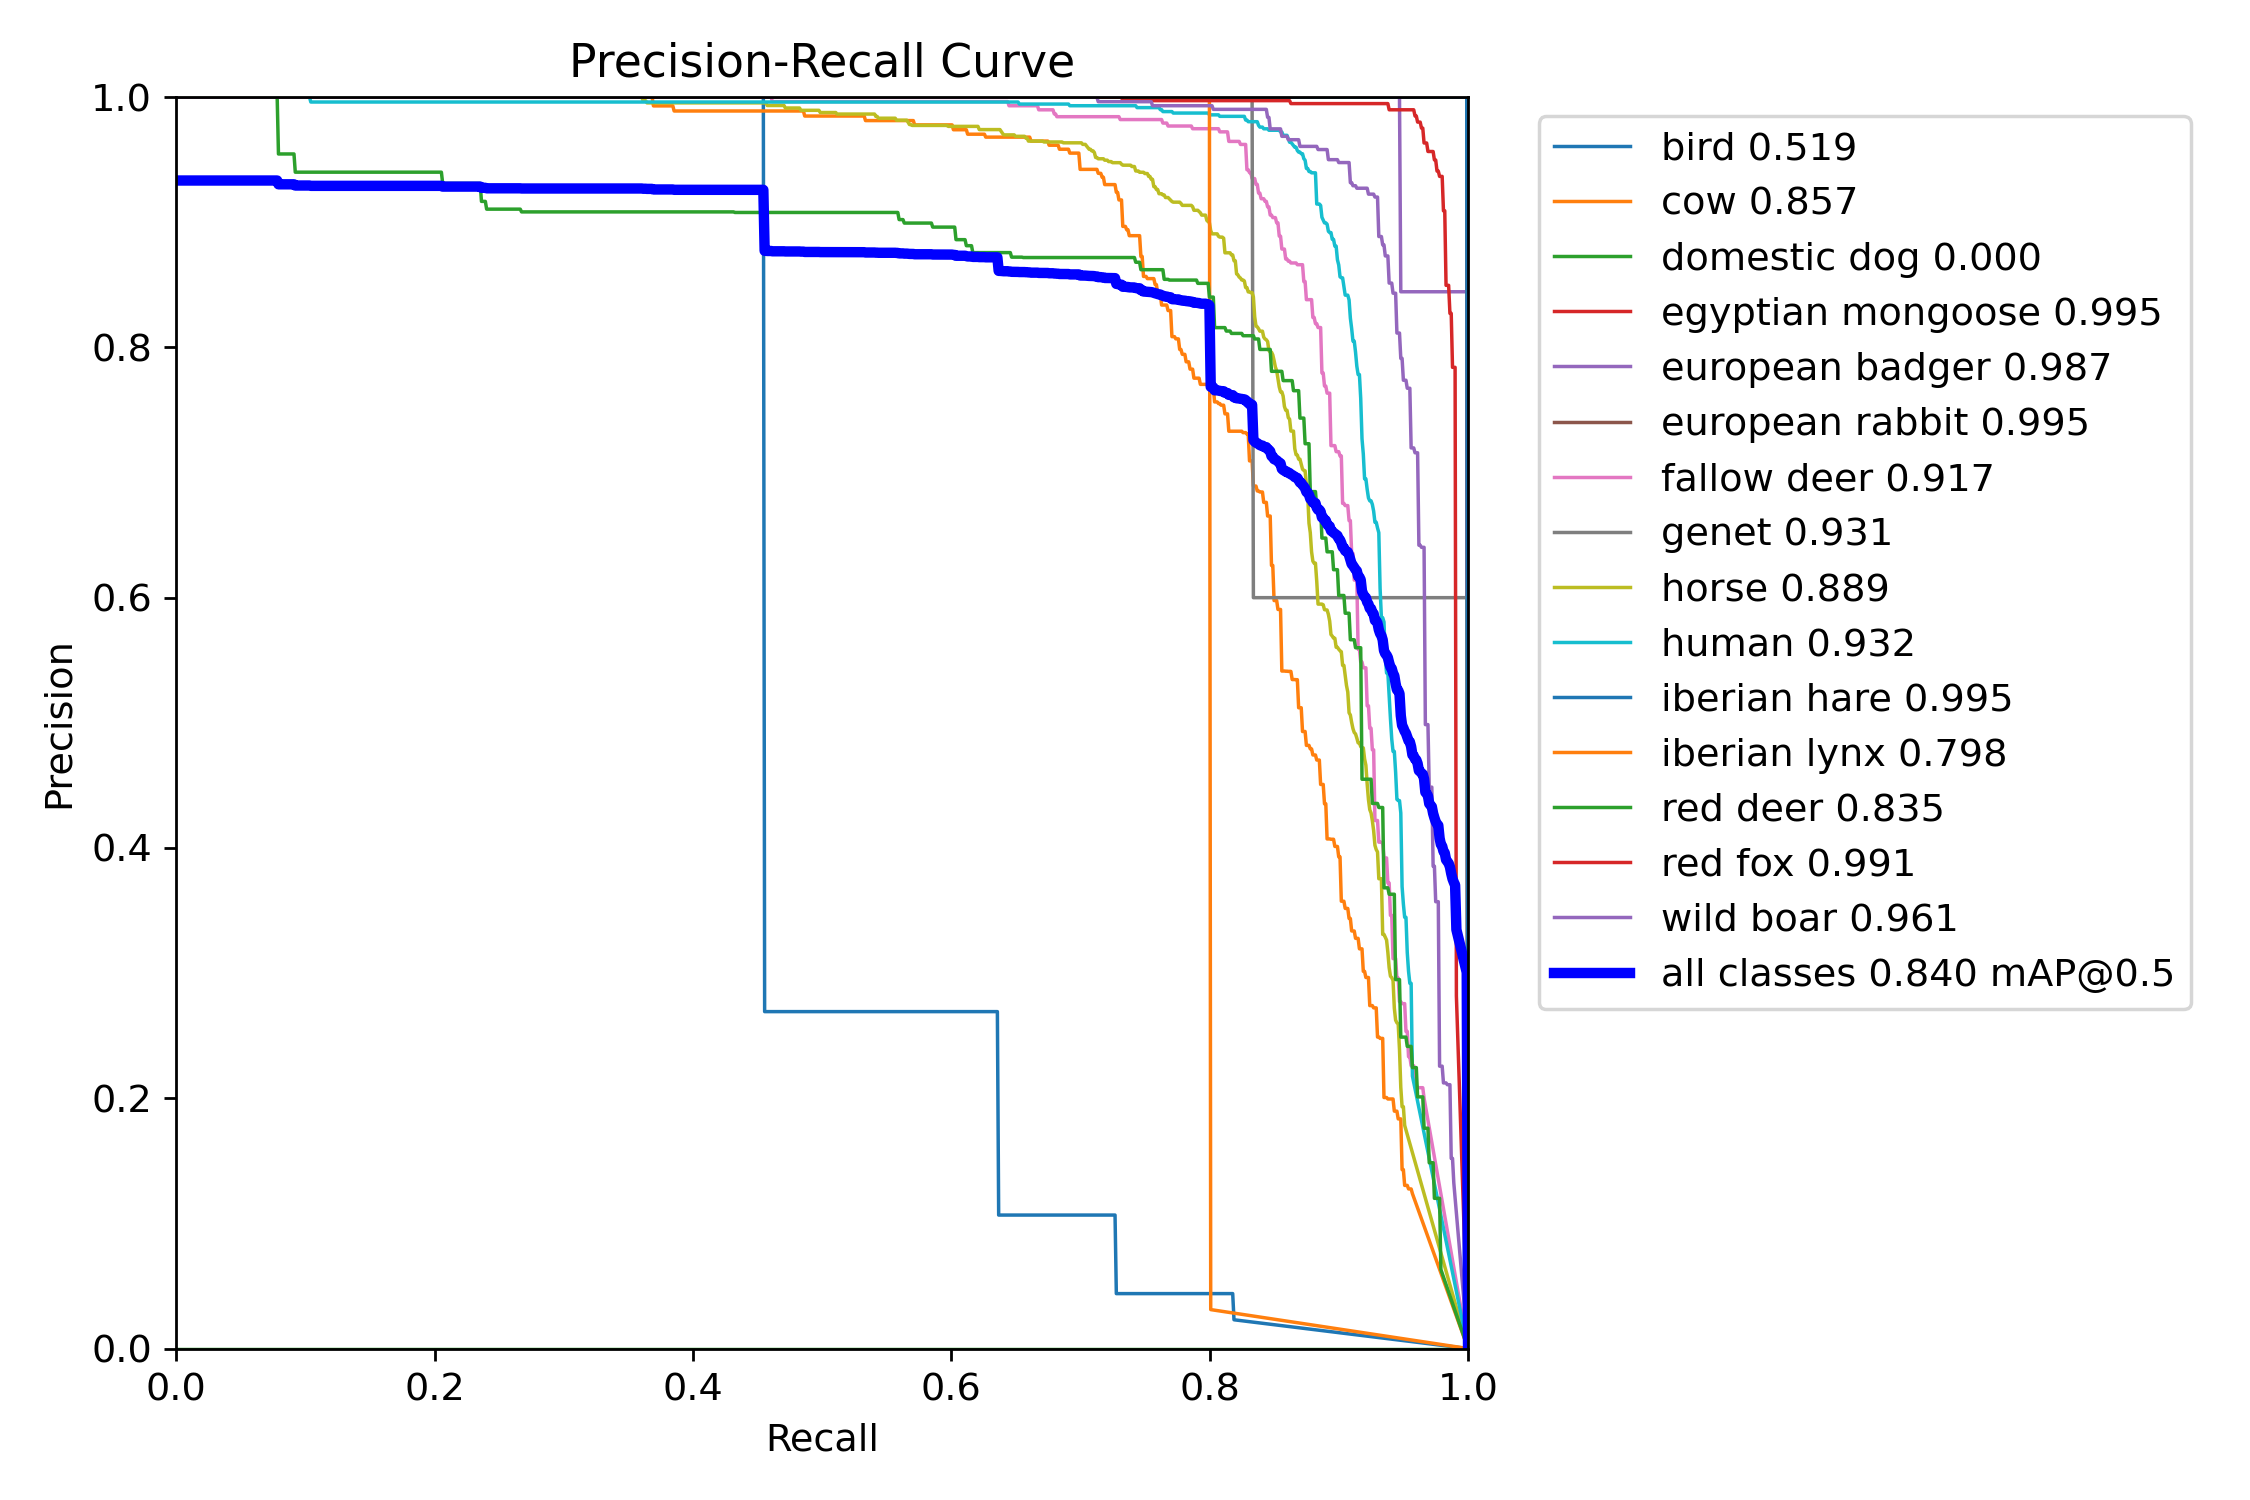 Precision-Recall Curve
1.0
0.8
0.6
0.4
0.2
0.0
Precision
0.0 0.2 0.4 0.6 0.8 1.0
Recall
bird 0.519
cow 0.857
domestic dog 0.000
egyptian mongoose 0.995
european badger 0.987
european rabbit 0.995
fallow deer 0.917
genet 0.931
horse 0.889
human 0.932
iberian hare 0.995
iberian lynx 0.798
red deer 0.835
red fox 0.991
wild boar 0.961
all classes 0.840 mAP@0.5